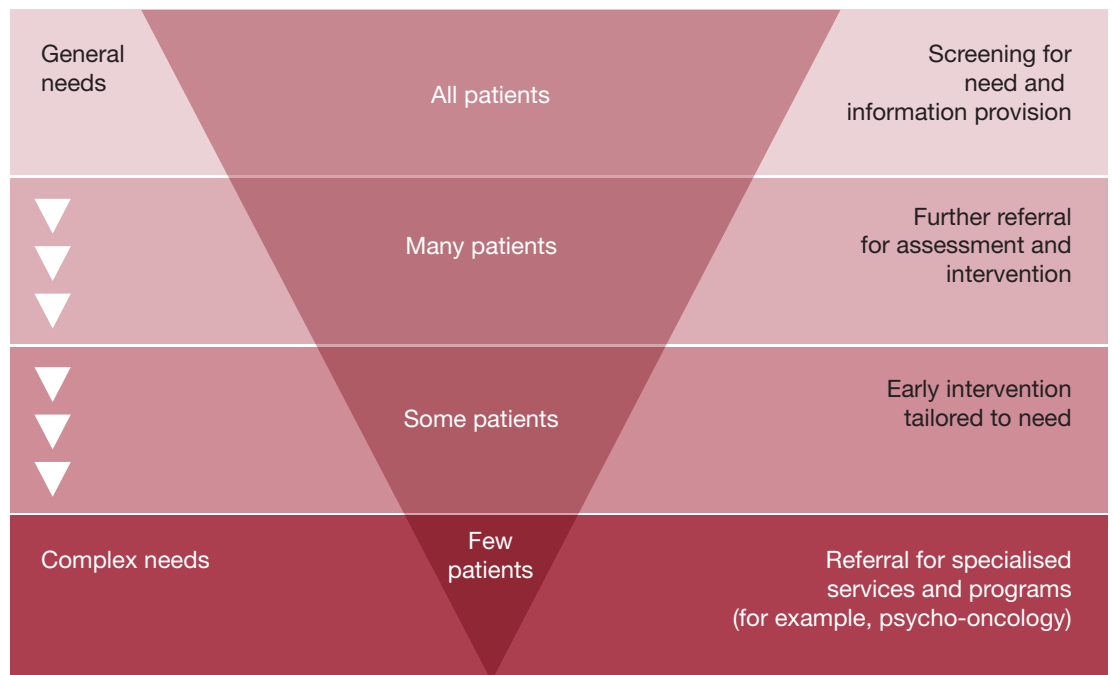 General
needs
All patients
Screening for
need and
information provision
Many patients
Further referral
for assessment and
intervention
Some patients
Early intervention
tailored to need
Complex needs
Few
patients
Referral for specialised
services and programs
(for example, psycho-oncology)